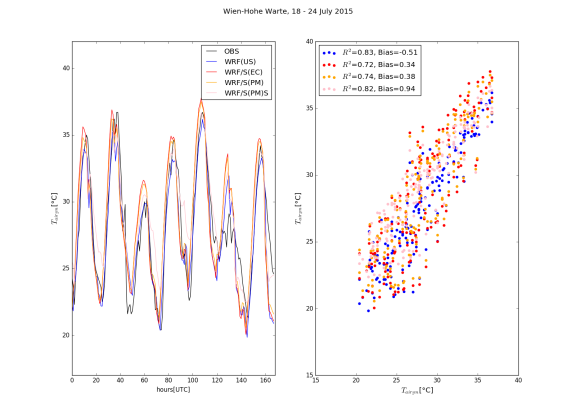 Wien-Hohe Warte, 18 - 24 July 2015
OBS
WRF(US)
WRF/S(EC)
WRF/S(PM)
WRF/S(PM)S
40
35
30
25
20
0 20 40 60 80 100 120 140 160
hours[UTC]
R²=0.83, Bias=-0.51
R²=0.72, Bias=0.34
R²=0.74, Bias=0.38
R²=0.82, Bias=0.94
40
35
30
25
20
15
15 20 25 30 35 40